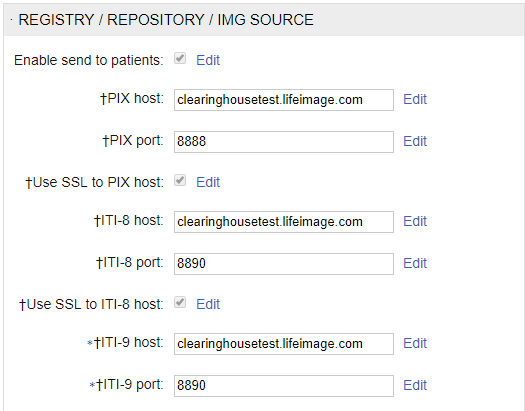 · REGISTRY / REPOSITORY / IMG SOURCE
Enable send to patients: Edit
†PIX host: clearinghousetest.lifeimage.com Edit
†PIX port: 8888 Edit
†Use SSL to PIX host: Edit
†ITI-8 host: clearinghousetest.lifeimage.com Edit
†ITI-8 port: 8890 Edit
†Use SSL to ITI-8 host: Edit
*†ITI-9 host: clearinghousetest.lifeimage.com Edit
*†ITI-9 port: 8890 Edit